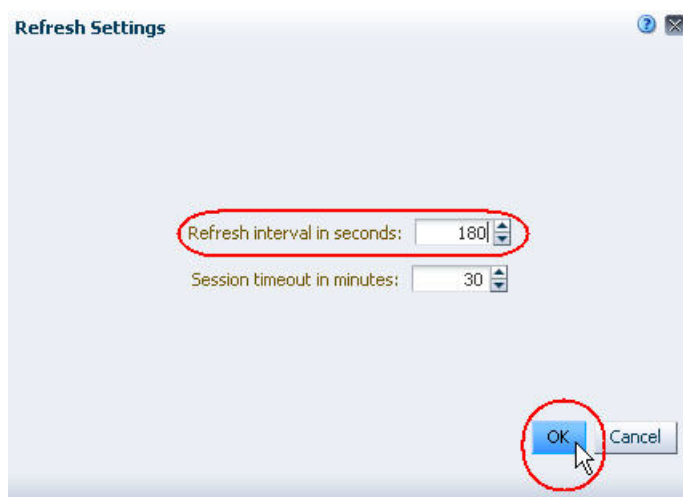 Refresh Settings
Refresh interval in seconds: 180
Session timeout in minutes: 30
OK Cancel